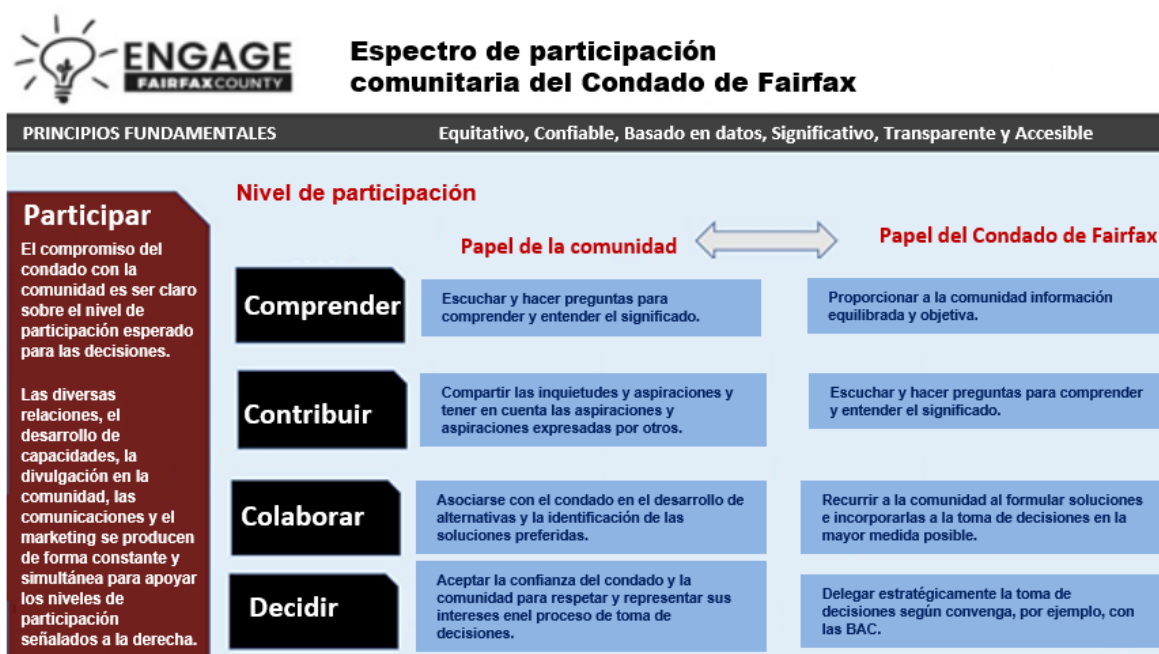 ENGAGE
FAIRFAXCOUNTY
Espectro de participación
comunitaria del Condado de Fairfax
PRINCIPIOS FUNDAMENTALES
Equitativo, Confiable, Basado en datos, Significativo, Transparente y Accesible
Participar
El compromiso del
condado con la
comunidad es ser claro
sobre el nivel de
participación esperado
para las decisiones.
Las diversas
relaciones, el
desarrollo de
capacidades, la
divulgación en la
comunidad, las
comunicaciones y el
marketing se producen
de forma constante y
simultánea para apoyar
los niveles de
participación
señalados a la derecha.
Nivel de participación
Papel de la comunidad
Papel del Condado de Fairfax
Comprender
Escuchar y hacer preguntas para
comprender y entender el significado.
Proporcionar a la comunidad información
equilibrada y objetiva.
Contribuir
Compartir las inquietudes y aspiraciones y
tener en cuenta las aspiraciones y
aspiraciones expresadas por otros.
Escuchar y hacer preguntas para comprender
y entender el significado.
Colaborar
Asociarse con el condado en el desarrollo de
alternativas y la identificación de las
soluciones preferidas.
Recurrir a la comunidad al formular soluciones
e incorporarlas a la toma de decisiones en la
mayor medida posible.
Decidir
Aceptar la confianza del condado y la
comunidad para respetar y representar sus
intereses enel proceso de toma de
decisiones.
Delegar estratégicamente la toma de
decisiones según convenga, por ejemplo, con
las BAC.